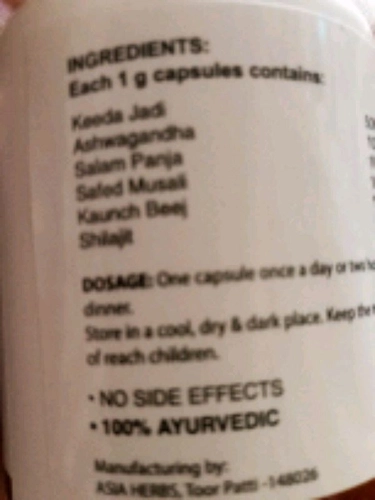 INGREDIENTS:
Each 1 g capsules contains:
Keeda Jadi
Ashwagandha
Salam Panja
Safed Musali
Kaunch Beej
Shilajit
DOSAGE: One capsule once a day or two
dinner.
Store in a cool, dry & dark place. Keep the
of reach children.
• NO SIDE EFFECTS
• 100% AYURVEDIC
Manufacturing by:
ASIA HERBS, Toor Patti -148026